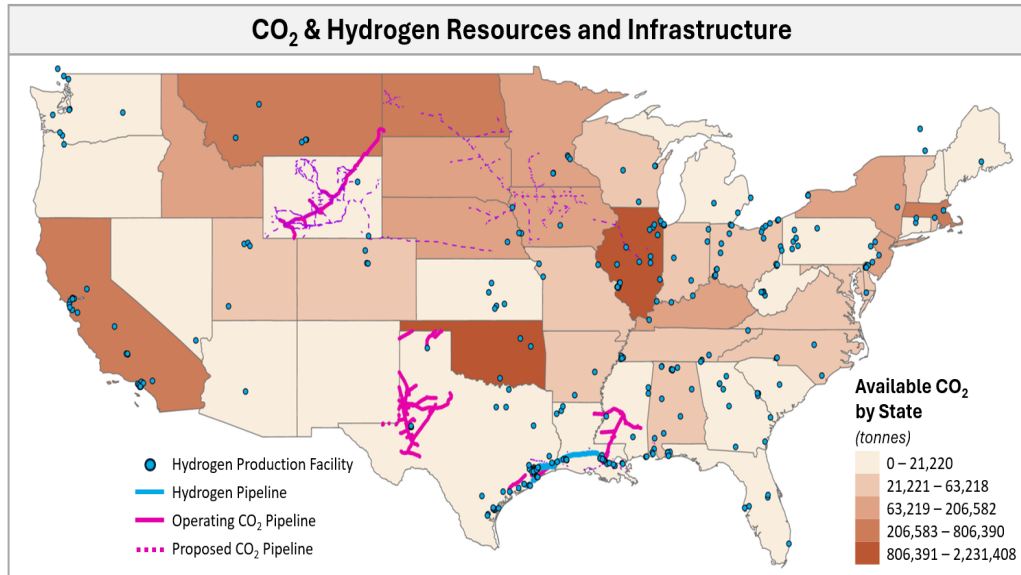 CO₂ & Hydrogen Resources and Infrastructure
Hydrogen Production Facility
Hydrogen Pipeline
Operating CO₂ Pipeline
Proposed CO₂ Pipeline
Available CO₂
by State
(tonnes)
0 – 21,220
21,221 – 63,218
63,219 – 206,582
206,583 – 806,390
806,391 – 2,231,408